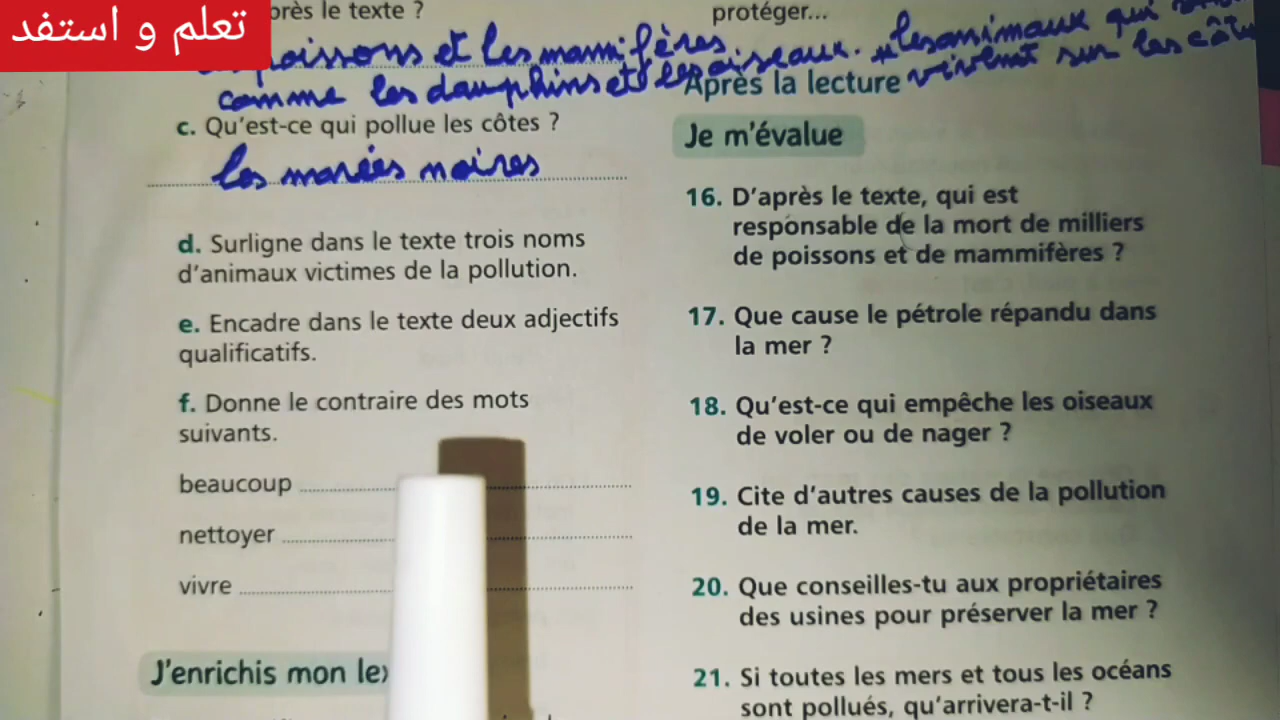 تعلم و استفد
près le texte ?
poissons et les mammifères
comme les dauphins et les oiseaux.
c. Qu'est-ce qui pollue les côtes ?
les marées noires
d. Surligne dans le texte trois noms
d'animaux victimes de la pollution.
e. Encadre dans le texte deux adjectifs
qualificatifs.
f. Donne le contraire des mots
suivants.
beaucoup
nettoyer
vivre
J'enrichis mon lex
protéger...
les animaux qui
vivent sur les
Après la lecture
Je m'évalue
16. D'après le texte, qui est
responsable de la mort de milliers
de poissons et de mammifères ?
17. Que cause le pétrole répandu dans
la mer ?
18. Qu'est-ce qui empêche les oiseaux
de voler ou de nager ?
19. Cite d'autres causes de la pollution
de la mer.
20. Que conseilles-tu aux propriétaires
des usines pour préserver la mer ?
21. Si toutes les mers et tous les océans
sont pollués, qu'arrivera-t-il ?